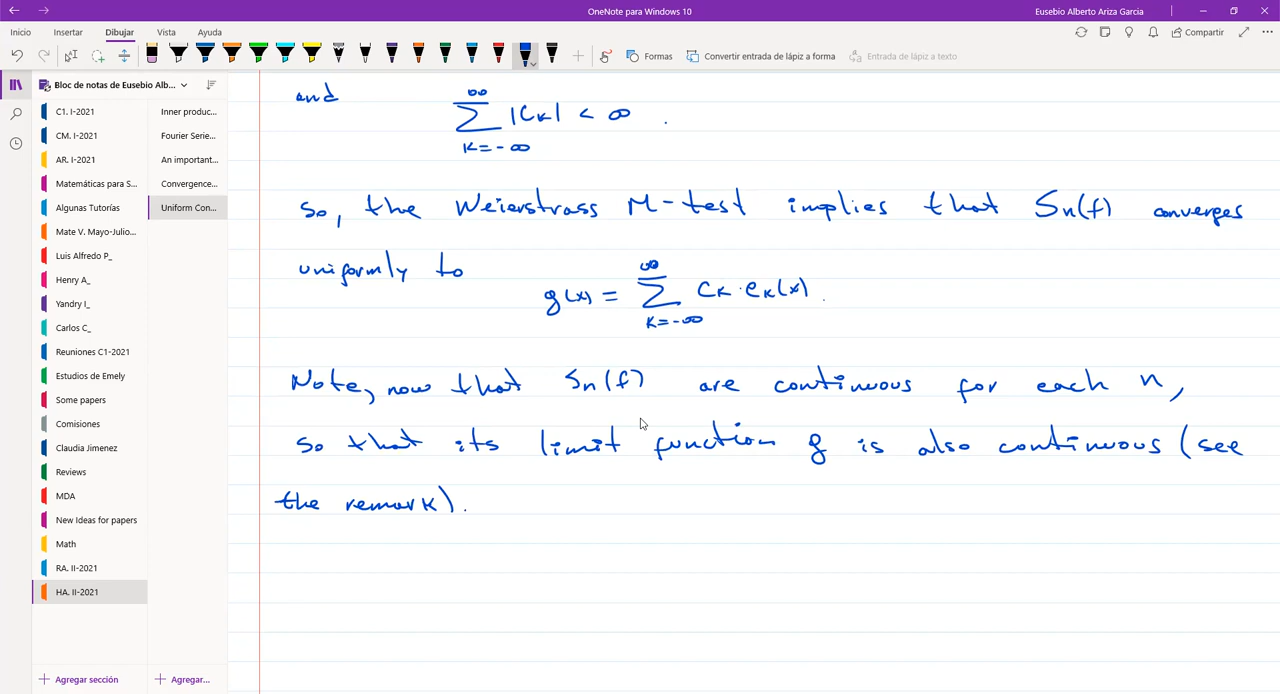 OneNote para Windows 10
Eusebio Alberto Ariza Garcia
Inicio Insertar Dibujar Vista Ayuda
Compartir
Formas Convertir entrada de lápiz a forma Entrada de lápiz a texto
Bloc de notas de Eusebio Alb...
C1. I-2021
CM. I-2021
AR. I-2021
Matemáticas para S...
Algunas Tutorías
Mate V. Mayo-Julio...
Luis Alfredo P_
Henry A_
Yandry I_
Carlos C_
Reuniones C1-2021
Estudios de Emely
Some papers
Comisiones
Claudia Jimenez
Reviews
MDA
New Ideas for papers
Math
RA. II-2021
HA. II-2021
Agregar sección
Inner produc...
Fourier Serie...
An important...
Convergence...
Uniform Con...
Agregar...
and ∞ Σ K=-∞ |CK| < ∞ .
So, the Weierstrass M-test implies that Sn(f) converges
uniformly to
g(x) = ∞ Σ K=-∞ CK · eK(x) .
Note, now that Sn(f) are continuous for each n,
so that its limit function g is also continuous (see
the remark).